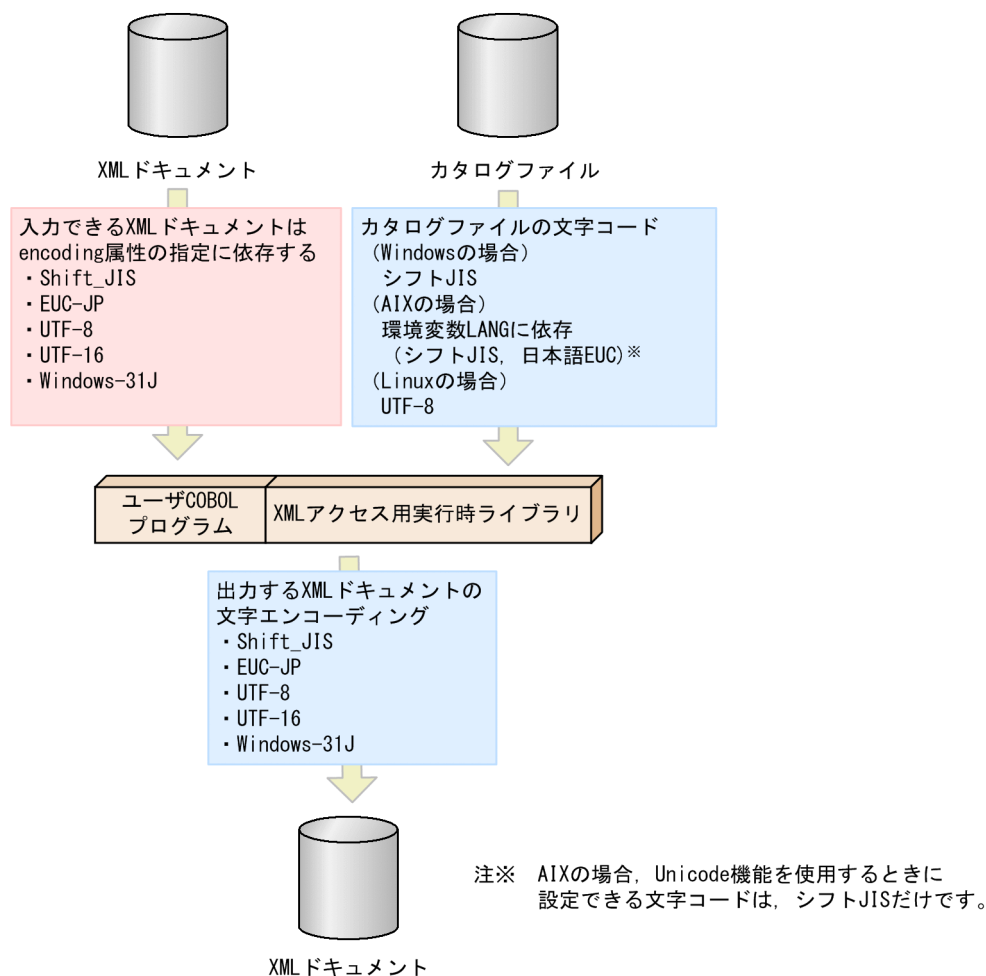 XMLドキュメント
カタログファイル
入力できるXMLドキュメントは
encoding属性の指定に依存する
・Shift_JIS
・EUC-JP
・UTF-8
・UTF-16
・Windows-31J
カタログファイルの文字コード
(Windowsの場合)
シフトJIS
(AIXの場合)
環境変数LANGに依存
(シフトJIS, 日本語EUC)※
(Linuxの場合)
UTF-8
ユーザCOBOL
プログラム
XMLアクセス用実行時ライブラリ
出力するXMLドキュメントの
文字エンコーディング
・Shift_JIS
・EUC-JP
・UTF-8
・UTF-16
・Windows-31J
注※ AIXの場合, Unicode機能を使用するときに
設定できる文字コードは, シフトJISだけです。
XMLドキュメント